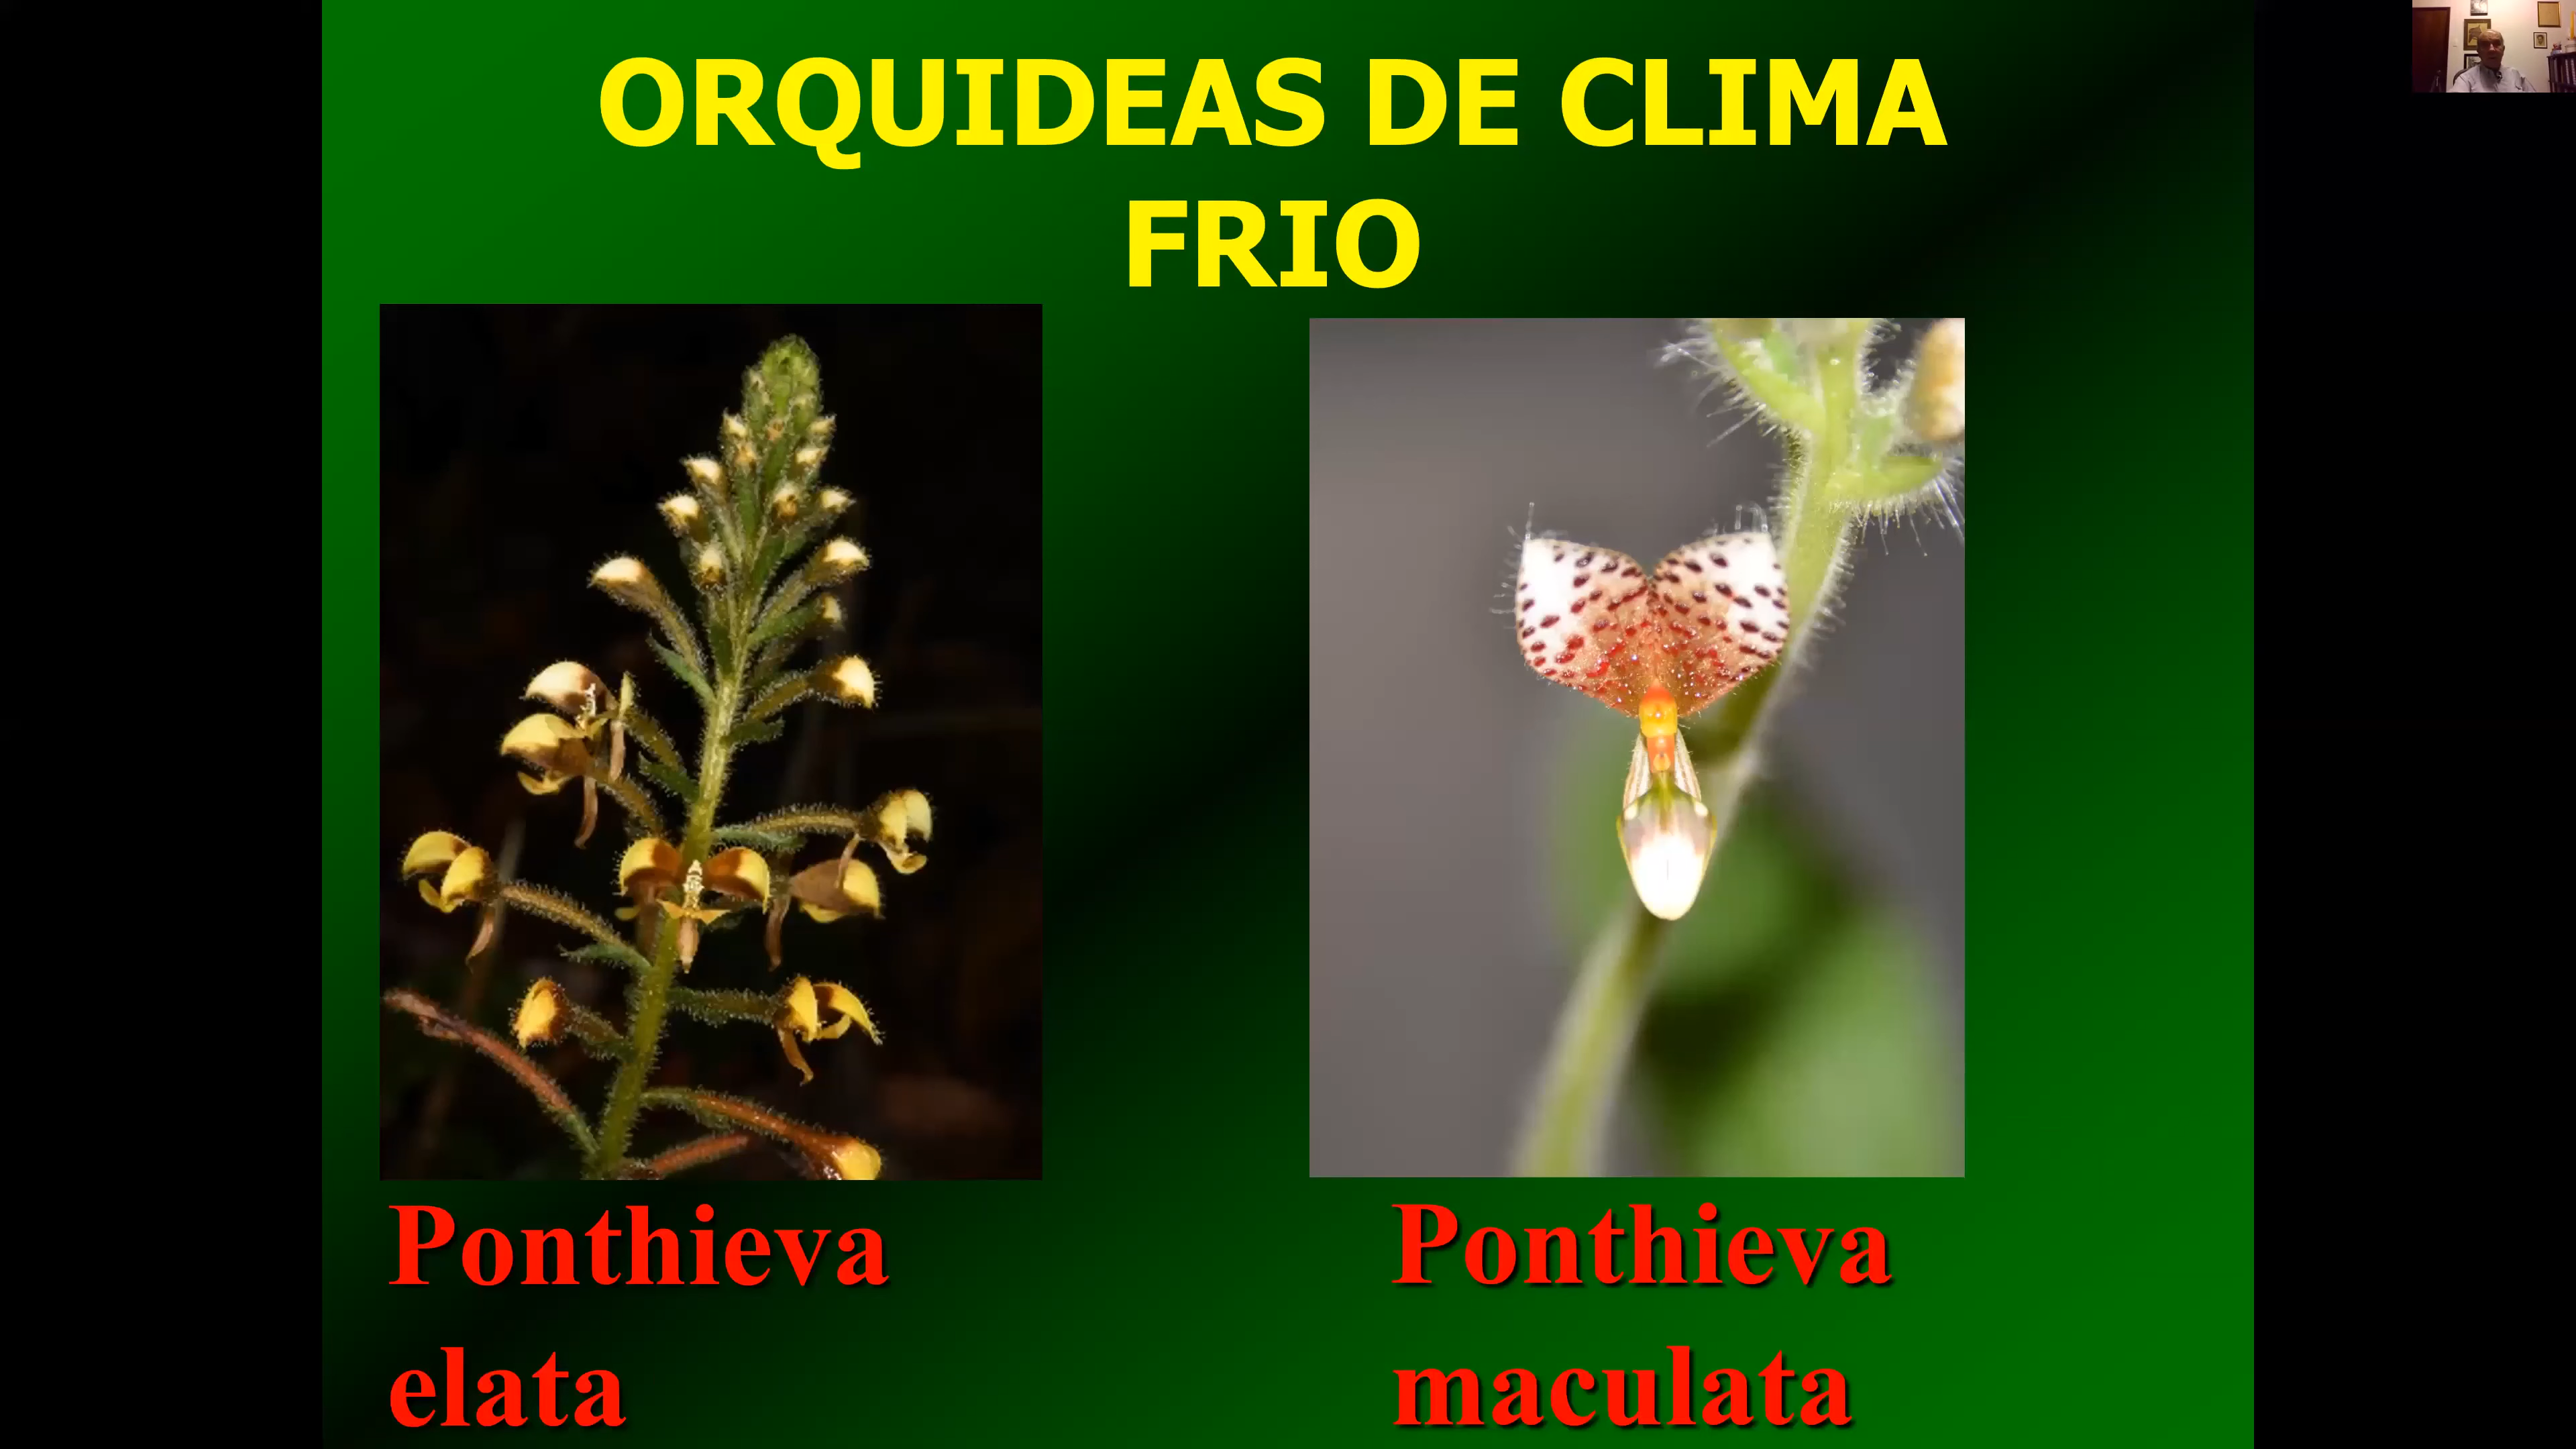 ORQUIDEAS DE CLIMA
FRIO
Ponthieva
elata
Ponthieva
maculata